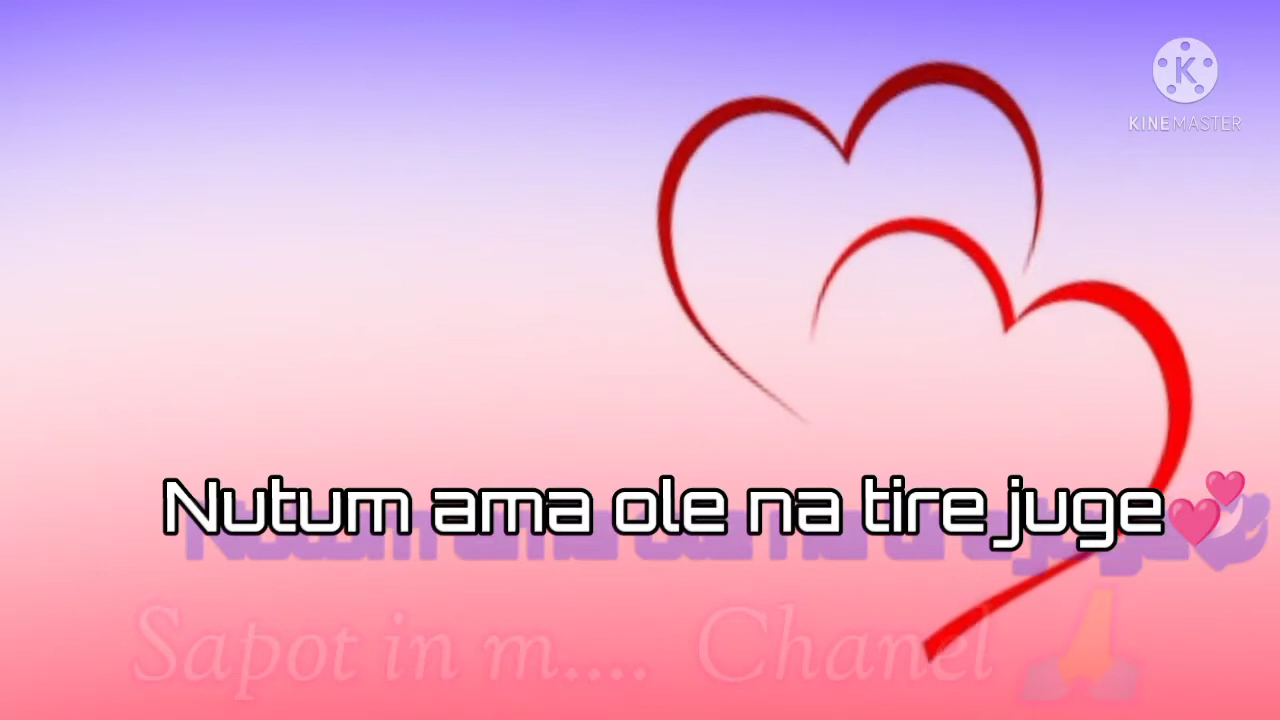 KINEMASTER
Nutum ama ole na tire juge💞
Sapot in m.... Chanel 🙏